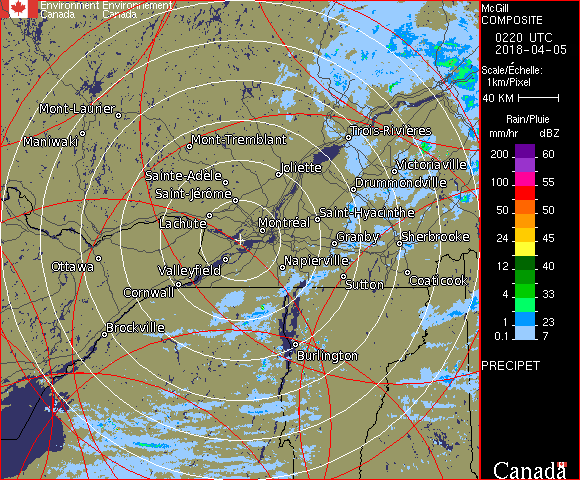 Environment Environnement
Canada Canada
McGill
COMPOSITE
0220 UTC
2018-04-05
Scale/Échelle:
1km/Pixel
40 KM
Rain/Pluie
mm/hr dBZ
200 60
100 55
50 50
24 45
12 40
4 33
1 23
0.1 7
PRECIPET
Canada
Mont-Laurier
Maniwaki
Mont-Tremblant
Trois-Rivières
Joliette
Victoriaville
Sainte-Adèle
Drummondville
Saint-Jérôme
Lachute
Montréal
Saint-Hyacinthe
Granby
Sherbrooke
Ottawa
Valleyfield
Napierville
Cornwall
Sutton
Coaticook
Brockville
Burlington